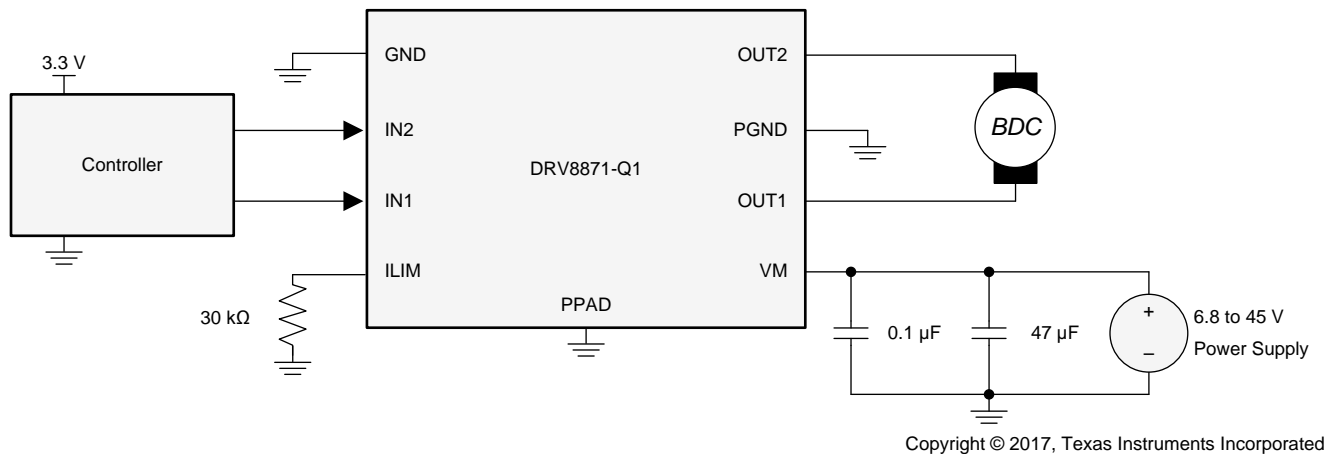 3.3 V
Controller
GND
IN2
IN1
ILIM
DRV8871-Q1
PPAD
OUT2
PGND
OUT1
VM
BDC
30 kΩ
0.1 µF
47 µF
+
–
6.8 to 45 V
Power Supply
Copyright © 2017, Texas Instruments Incorporated